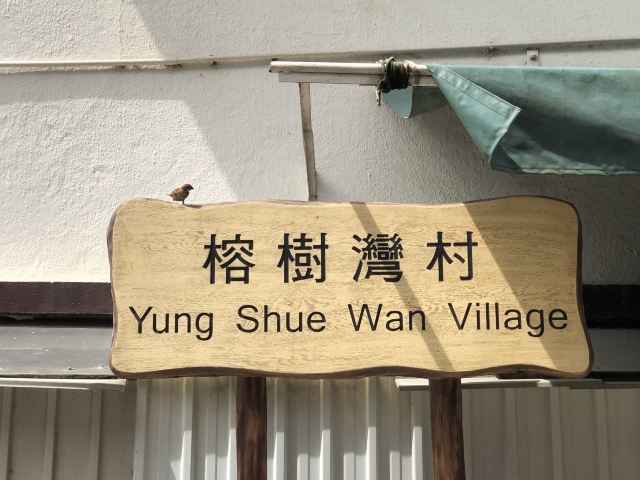 榕樹灣村
Yung Shue Wan Village